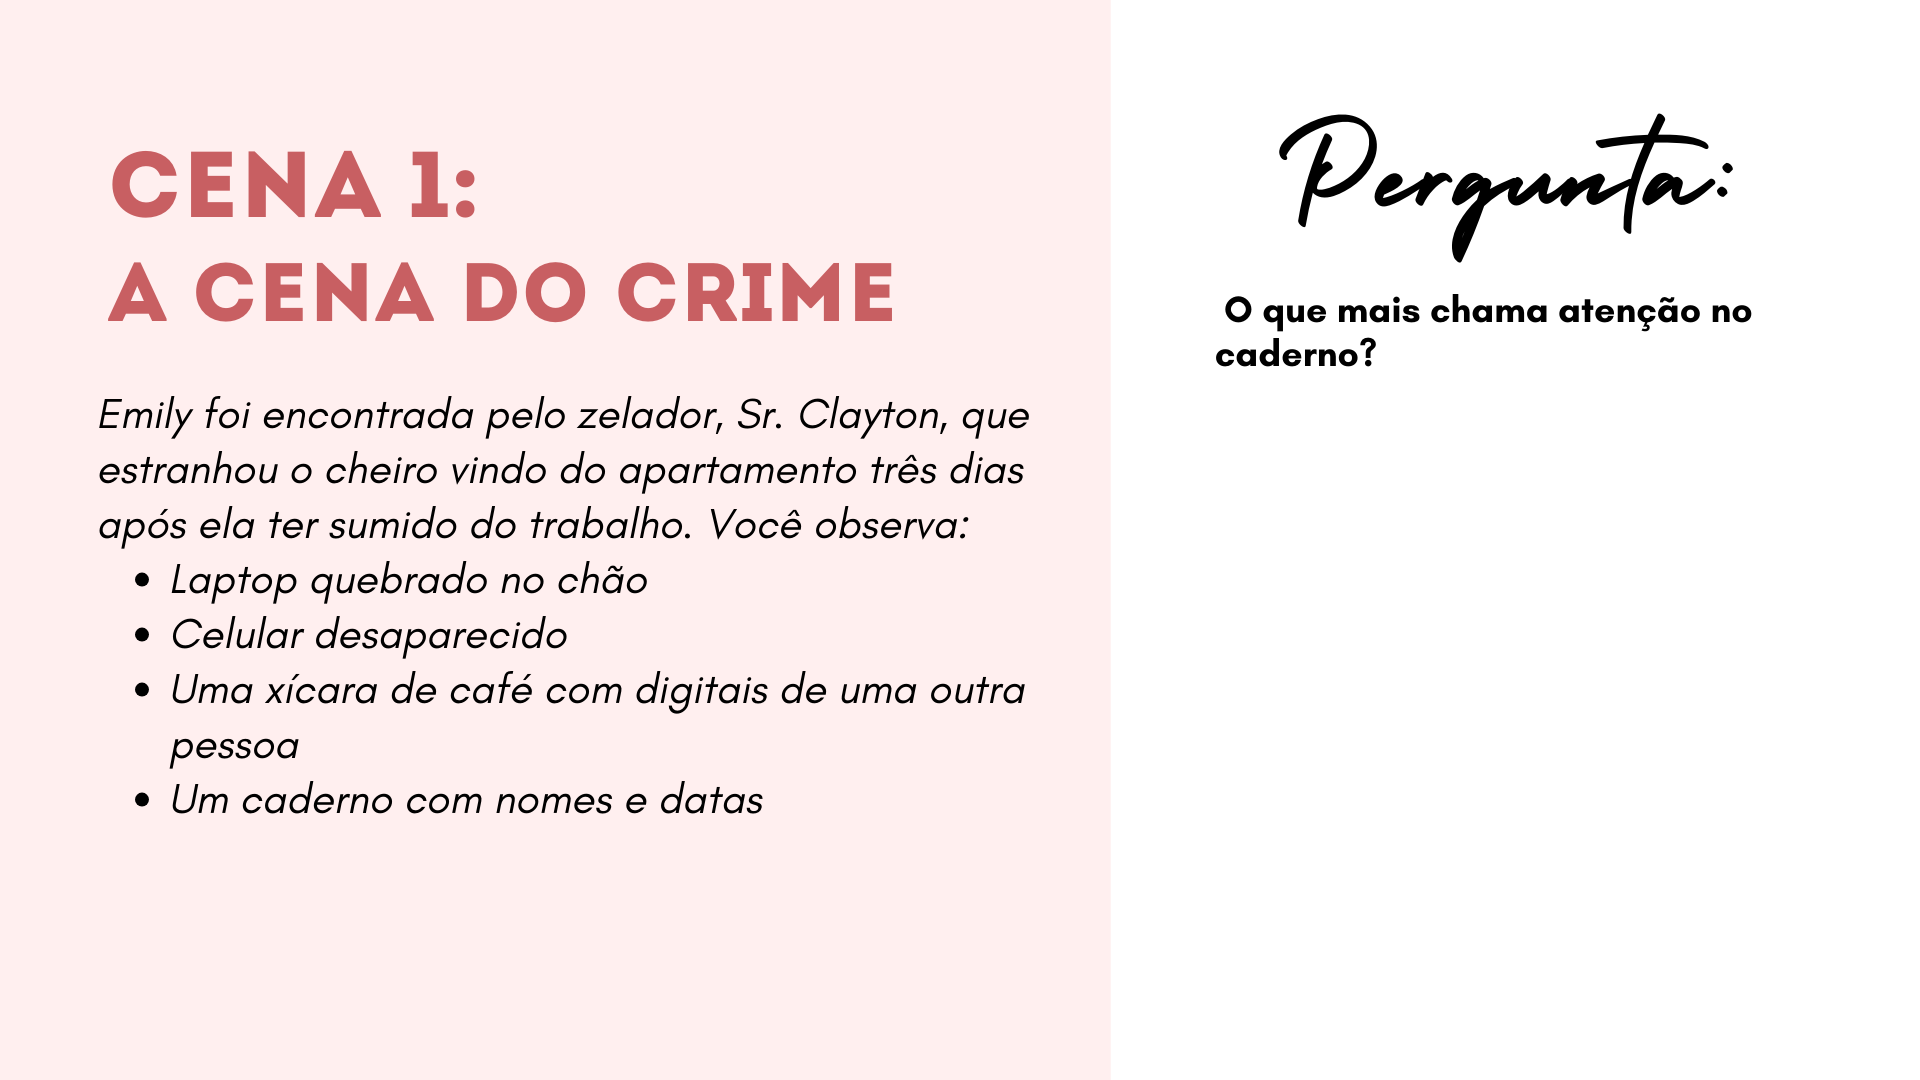 CENA 1:
A CENA DO CRIME
Emily foi encontrada pelo zelador, Sr. Clayton, que
estranhou o cheiro vindo do apartamento três dias
após ela ter sumido do trabalho. Você observa:
• Laptop quebrado no chão
• Celular desaparecido
• Uma xícara de café com digitais de uma outra
pessoa
• Um caderno com nomes e datas
Pergunta:
O que mais chama atenção no
caderno?